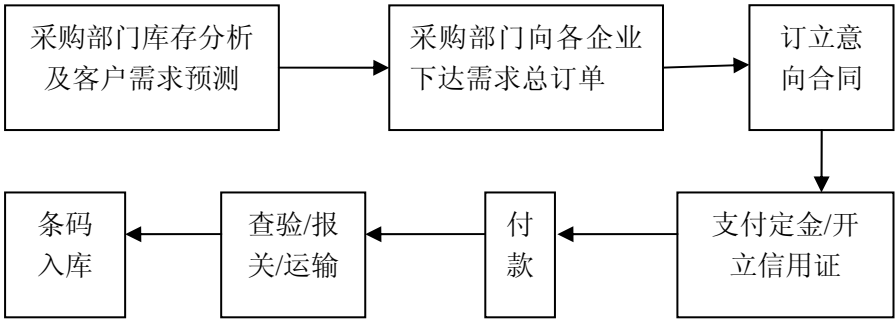 采购部门库存分析
及客户需求预测
采购部门向各企业
下达需求总订单
订立意
向合同
支付定金/开
立信用证
付
款
查验/报
关/运输
条码
入库